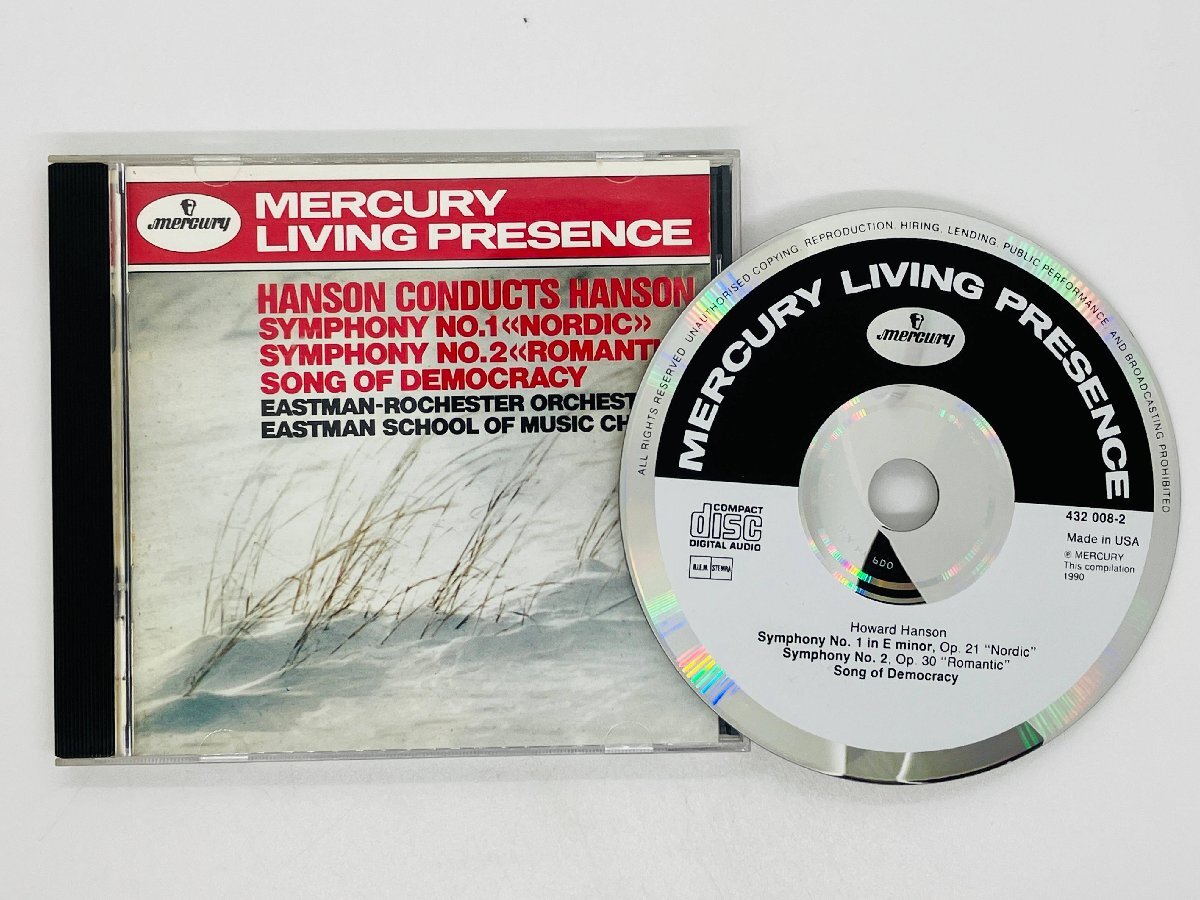 mercury
MERCURY
LIVING PRESENCE
HANSON CONDUCTS HANSON
SYMPHONY NO.1«NORDIC»
SYMPHONY NO.2«ROMANTI
SONG OF DEMOCRACY
EASTMAN-ROCHESTER ORCHEST
EASTMAN SCHOOL OF MUSIC CH
ALL RIGHTS RESERVED. UNAUTHORISED COPYING, REPRODUCTION, HIRING, LENDING, PUBLIC PERFORMANCE AND BROADCASTING PROHIBITED
MERCURY LIVING PRESENCE
mercury
COMPACT
disc
DIGITAL AUDIO
B.I.E.M. STEMRA
432 008-2
Made in USA
℗ MERCURY
This compilation
1990
PDO
Howard Hanson
Symphony No. 1 in E minor, Op. 21 "Nordic"
Symphony No. 2, Op. 30 "Romantic"
Song of Democracy